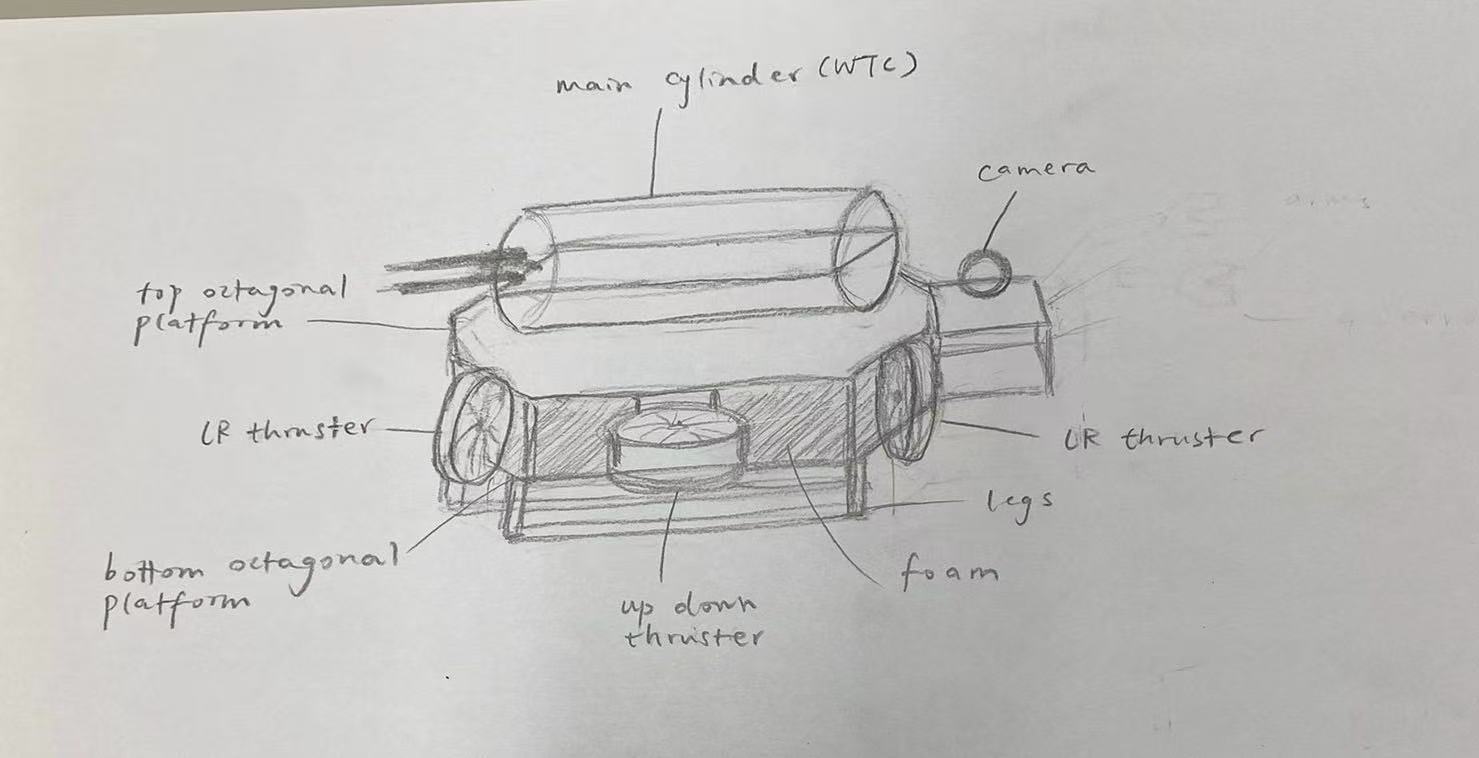 main cylinder (WTC)
camera
arms
top octagonal
platform
LR thruster
LR thruster
legs
bottom octagonal
platform
foam
up down
thruster